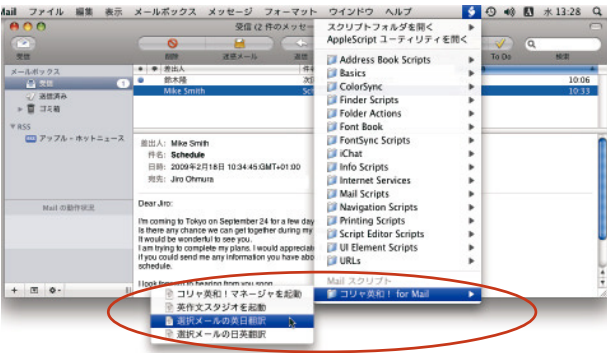 Mail ファイル 編集 表示 メールボックス メッセージ フォーマット ウインドウ ヘルプ 水 13:28
受信 (2 件のメッセー
受信 削除 迷惑メール 返信 To Do 検索
メールボックス
受信 1
送信済み
ゴミ箱
RSS
アップル - ホットニュース
Mail の動作状況
差出人 件
鈴木隆 次 10:06
Mike Smith Sc 10:33
差出人: Mike Smith
件名: Schedule
日時: 2009年2月18日 10:34:45:GMT+01:00
宛先: Jiro Ohmura
Dear Jiro:
I'm coming to Tokyo on September 24 for a few day
Is there any chance we can get together during my
It would be wonderful to see you.
I am trying to complete my plans. I would appreciat
if you could send me any information you have abo
schedule.
I look forward to hearing from you soon
スクリプトフォルダを開く
AppleScript ユーティリティを開く
Address Book Scripts
Basics
ColorSync
Finder Scripts
Folder Actions
Font Book
FontSync Scripts
iChat
Info Scripts
Internet Services
Mail Scripts
Navigation Scripts
Printing Scripts
Script Editor Scripts
UI Element Scripts
URLs
Mail スクリプト
コリャ英和！ for Mail
コリャ英和！マネージャを起動
英作文スタジオを起動
選択メールの英日翻訳
選択メールの日英翻訳